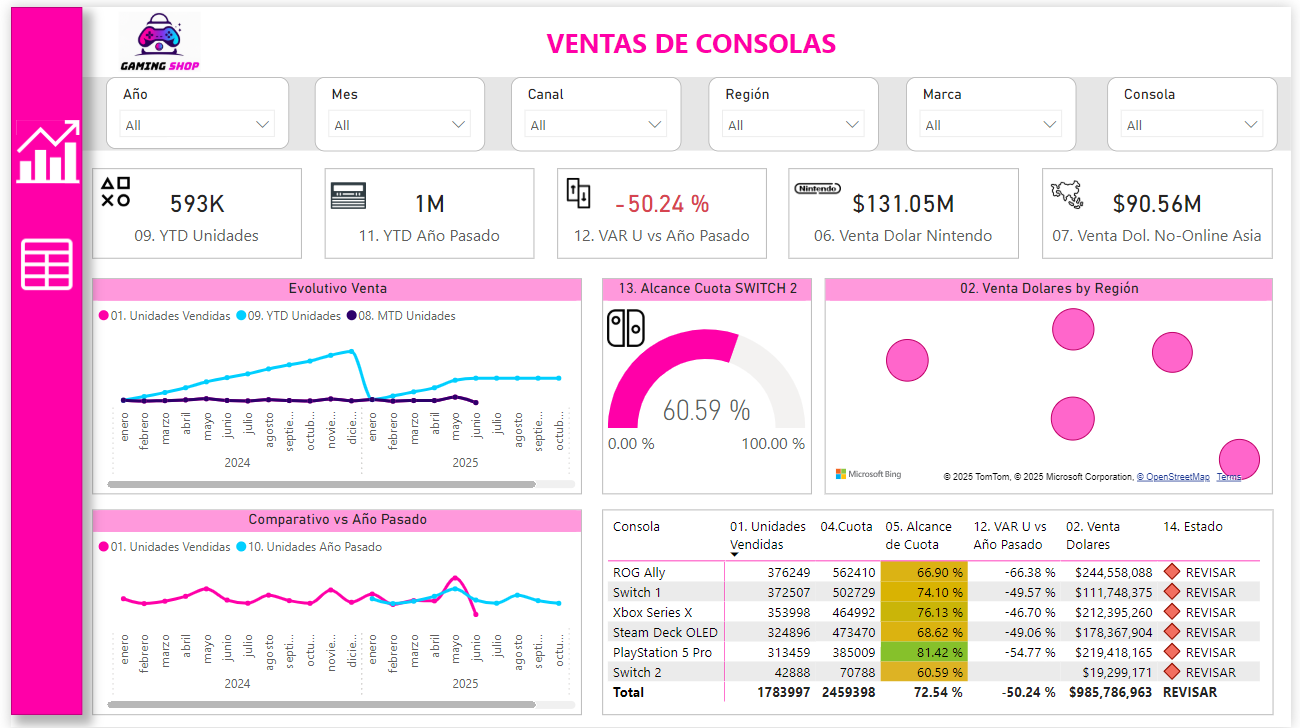 GAMING SHOP
VENTAS DE CONSOLAS
Año
All
Mes
All
Canal
All
Región
All
Marca
All
Consola
All
593K
09. YTD Unidades
1M
11. YTD Año Pasado
-50.24 %
12. VAR U vs Año Pasado
Nintendo
$131.05M
06. Venta Dolar Nintendo
$90.56M
07. Venta Dol. No-Online Asia
Evolutivo Venta
01. Unidades Vendidas 09. YTD Unidades 08. MTD Unidades
enero febrero marzo abril mayo junio julio agosto septie... octub... novie... dicie... enero febrero marzo abril mayo junio julio agosto septie... octub...
2024 2025
13. Alcance Cuota SWITCH 2
60.59 %
0.00 % 100.00 %
02. Venta Dolares by Región
Microsoft Bing
© 2025 TomTom, © 2025 Microsoft Corporation, © OpenStreetMap Terms
Comparativo vs Año Pasado
01. Unidades Vendidas 10. Unidades Año Pasado
enero febrero marzo abril mayo junio julio agosto septi... octu... novie... dicie... enero febrero marzo abril mayo junio julio agosto septi... octu...
2024 2025
Consola 01. Unidades Vendidas 04.Cuota 05. Alcance de Cuota 12. VAR U vs Año Pasado 02. Venta Dolares 14. Estado
ROG Ally 376249 562410 66.90 % -66.38 % $244,558,088 REVISAR
Switch 1 372507 502729 74.10 % -49.57 % $111,748,375 REVISAR
Xbox Series X 353998 464992 76.13 % -46.70 % $212,395,260 REVISAR
Steam Deck OLED 324896 473470 68.62 % -49.06 % $178,367,904 REVISAR
PlayStation 5 Pro 313459 385009 81.42 % -54.77 % $219,418,165 REVISAR
Switch 2 42888 70788 60.59 % $19,299,171 REVISAR
Total 1783997 2459398 72.54 % -50.24 % $985,786,963 REVISAR